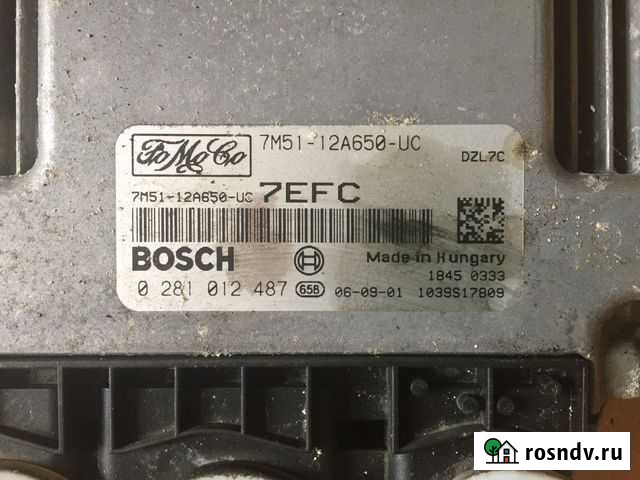 FoMoCo
7M51-12A650-UC
DZL7C
7M51-12A650-UC 7EFC
BOSCH
Made in Hungary
1845 0333
0 281 012 487 65B 06-09-01 1039S17809
rosndv.ru